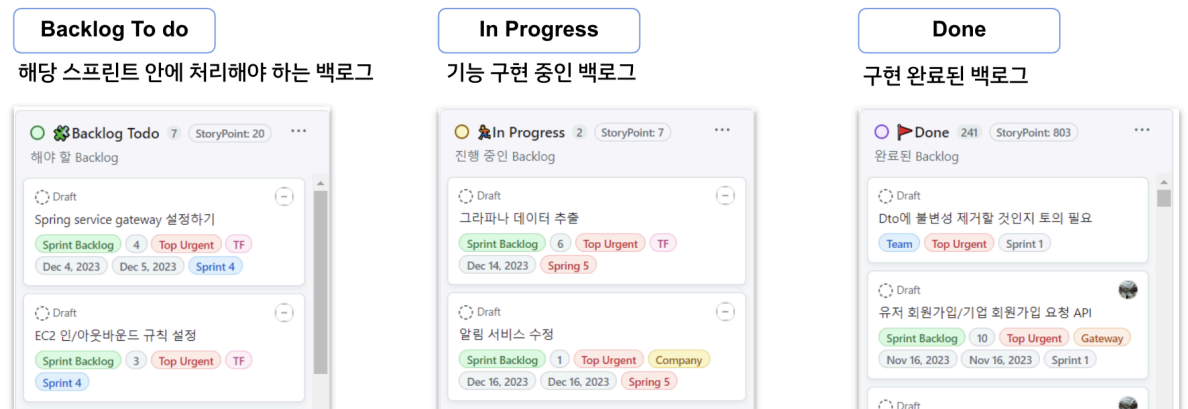 Backlog To do
해당 스프린트 안에 처리해야 하는 백로그
Backlog Todo 7 StoryPoint: 20
해야 할 Backlog
Draft
Spring service gateway 설정하기
Sprint Backlog 4 Top Urgent TF
Dec 4, 2023 Dec 5, 2023 Sprint 4
Draft
EC2 인/아웃바운드 규칙 설정
Sprint Backlog 3 Top Urgent TF
Sprint 4
In Progress
기능 구현 중인 백로그
In Progress 2 StoryPoint: 7
진행 중인 Backlog
Draft
그라파나 데이터 추출
Sprint Backlog 6 Top Urgent TF
Dec 14, 2023 Spring 5
Draft
알림 서비스 수정
Sprint Backlog 1 Top Urgent Company
Dec 16, 2023 Dec 16, 2023 Spring 5
Done
구현 완료된 백로그
Done 241 StoryPoint: 803
완료된 Backlog
Draft
Dto에 불변성 제거할 것인지 토의 필요
Team Top Urgent Sprint 1
Draft
유저 회원가입/기업 회원가입 요청 API
Sprint Backlog 10 Top Urgent Gateway
Nov 16, 2023 Nov 16, 2023 Sprint 1
Draft